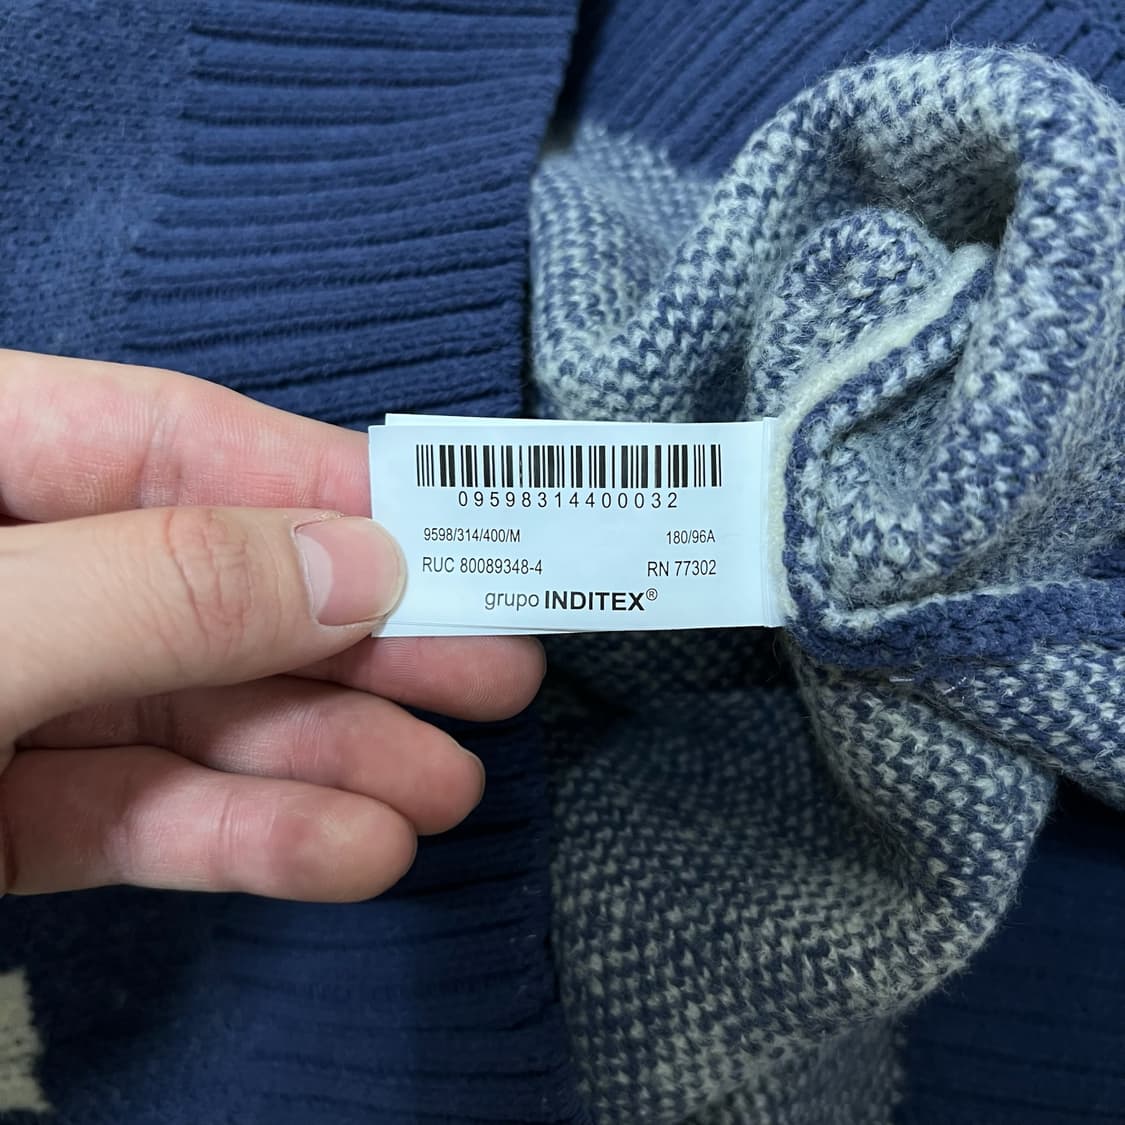 09598314400032
9598/314/400/M 180/96A
RUC 80089348-4 RN 77302
grupo INDITEX®